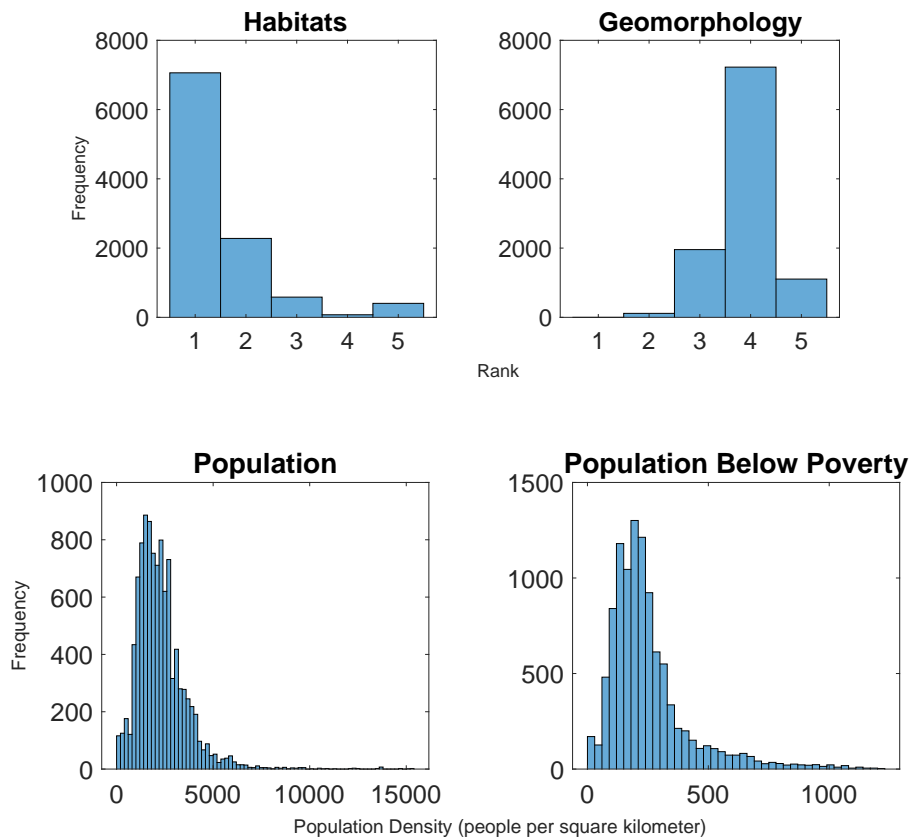 Habitats
Geomorphology
8000
6000
4000
2000
0
Frequency
1 2 3 4 5
8000
6000
4000
2000
0
1 2 3 4 5
Rank
Population
Population Below Poverty
1000
800
600
400
200
0
Frequency
0 5000 10000 15000
1500
1000
500
0
0 500 1000
Population Density (people per square kilometer)